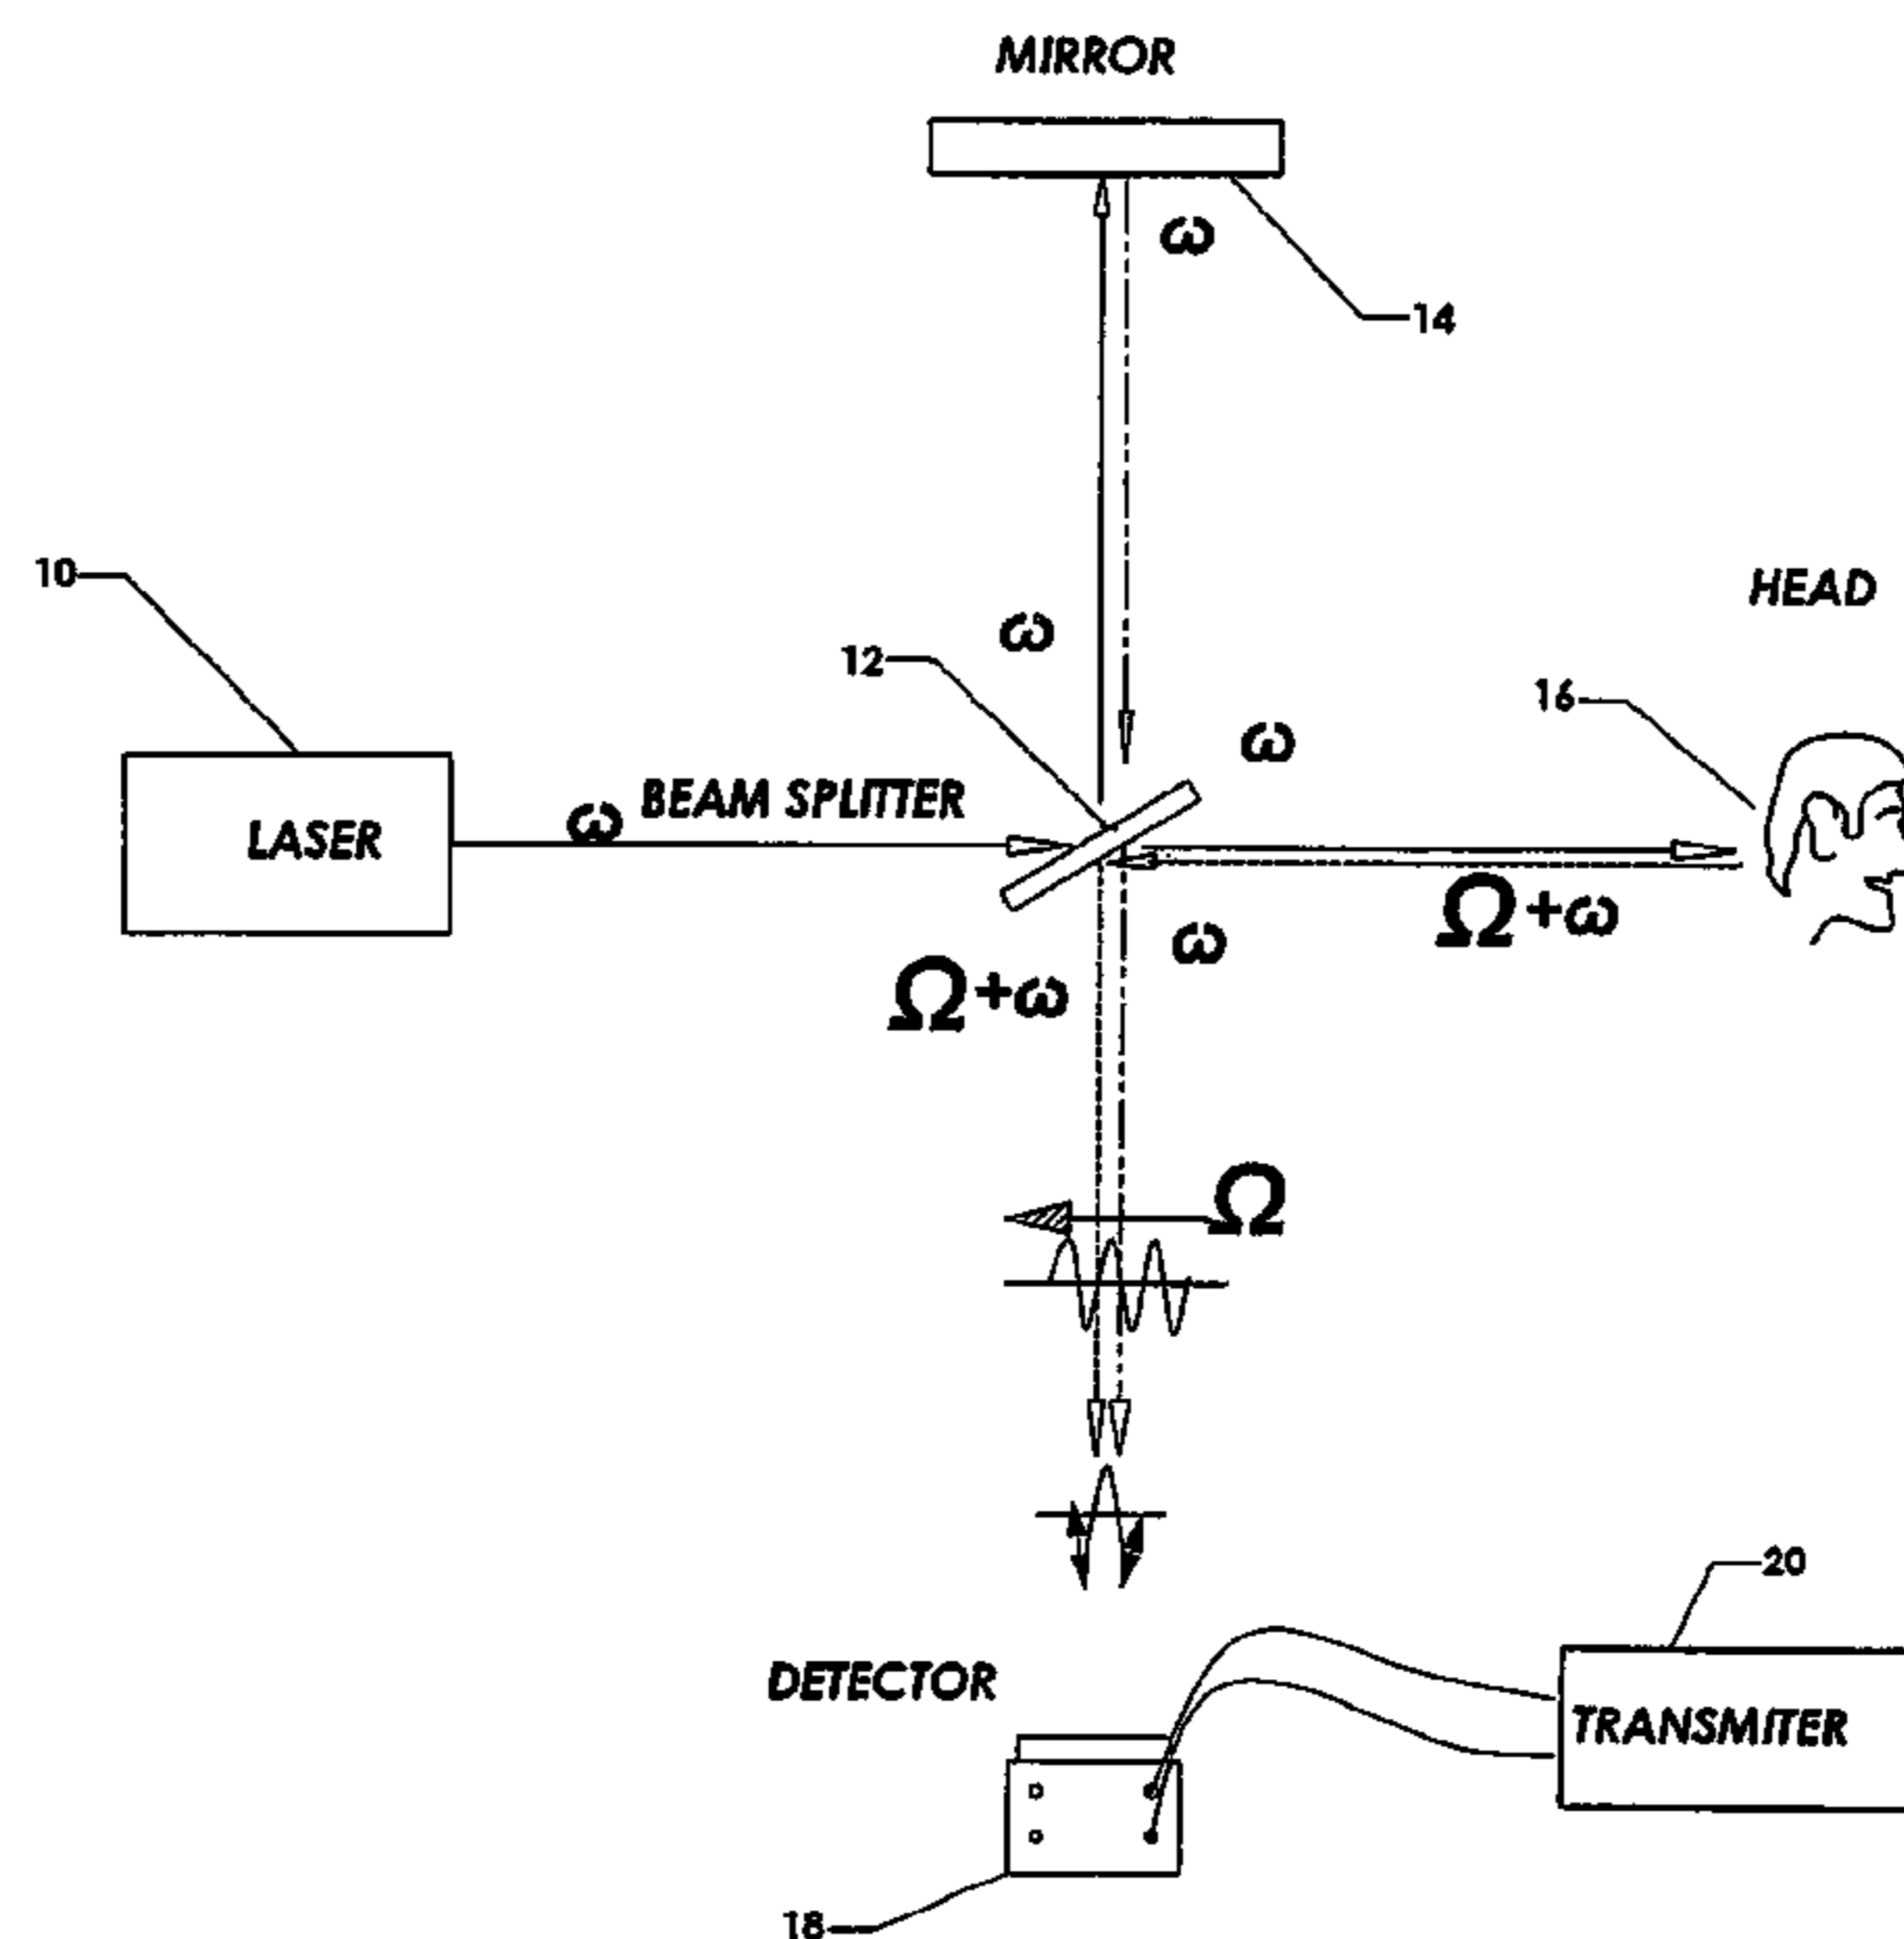 MIRROR
ω
14
10
HEAD
ω
12
16
ω
BEAM SPLITTER
ω
LASER
Ω+ω
ω
Ω+ω
Ω
20
DETECTOR
TRANSMITER
18